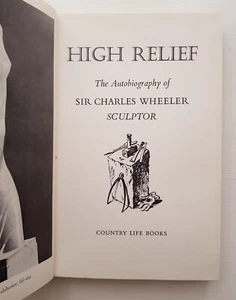 HIGH RELIEF
The Autobiography of
SIR CHARLES WHEELER
SCULPTOR
COUNTRY LIFE BOOKS